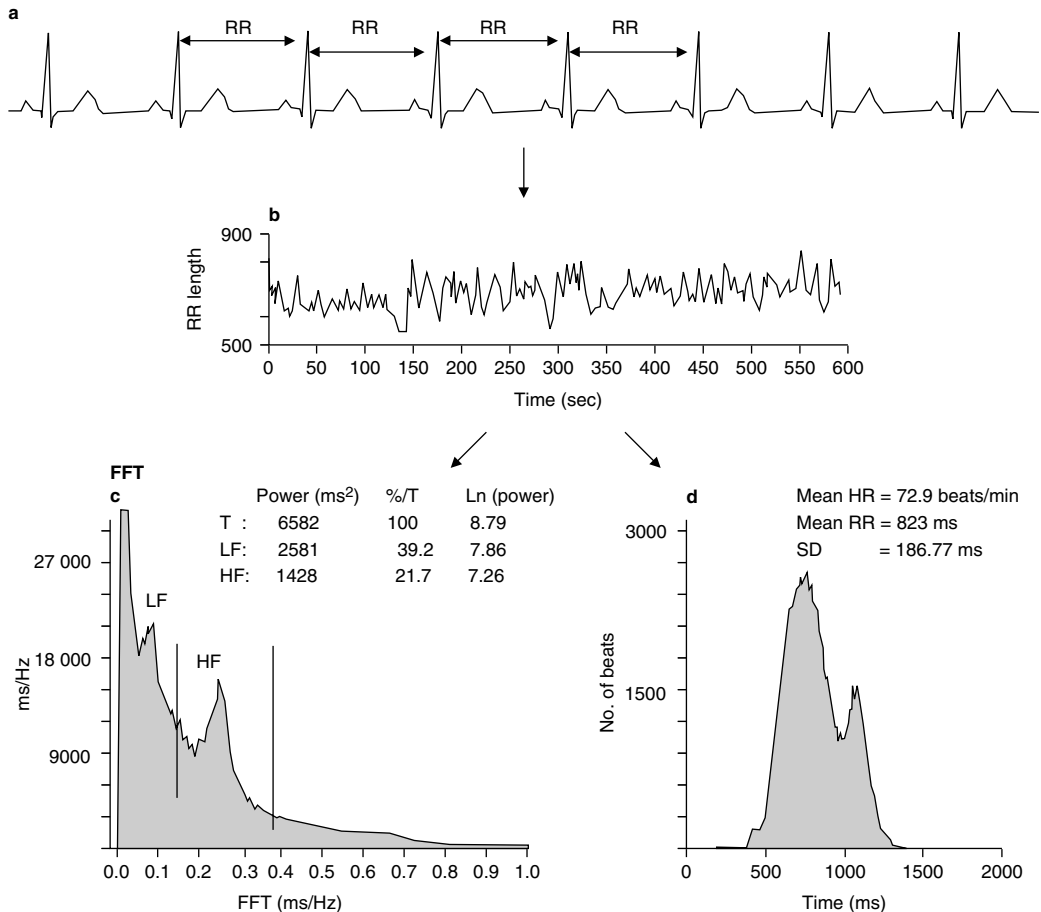 a
RR RR RR RR
b
900
500
RR length
0 50 100 150 200 250 300 350 400 450 500 550 600
Time (sec)
FFT
c
Power (ms²) %/T Ln (power)
T : 6582 100 8.79
LF: 2581 39.2 7.86
HF: 1428 21.7 7.26
27 000
18 000
9000
ms/Hz
LF
HF
0.0 0.1 0.2 0.3 0.4 0.5 0.6 0.7 0.8 0.9 1.0
FFT (ms/Hz)
d
Mean HR = 72.9 beats/min
Mean RR = 823 ms
SD = 186.77 ms
3000
1500
No. of beats
0 500 1000 1500 2000
Time (ms)